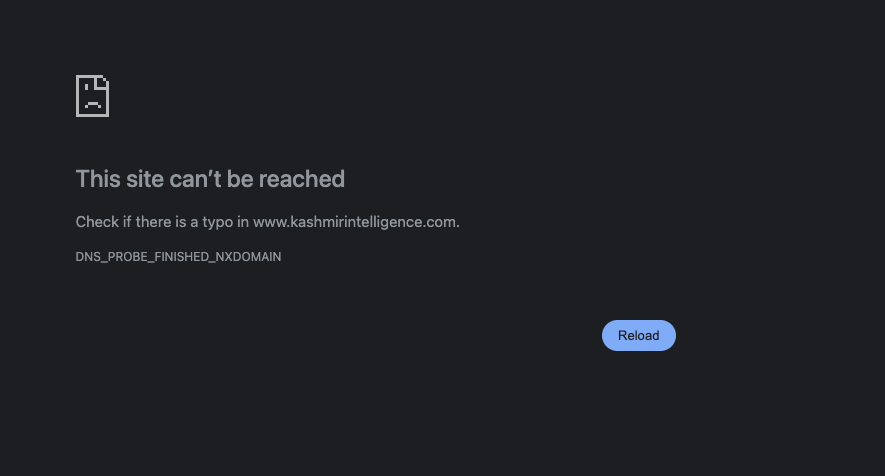 This site can’t be reached
Check if there is a typo in www.kashmirintelligence.com.
DNS_PROBE_FINISHED_NXDOMAIN
Reload